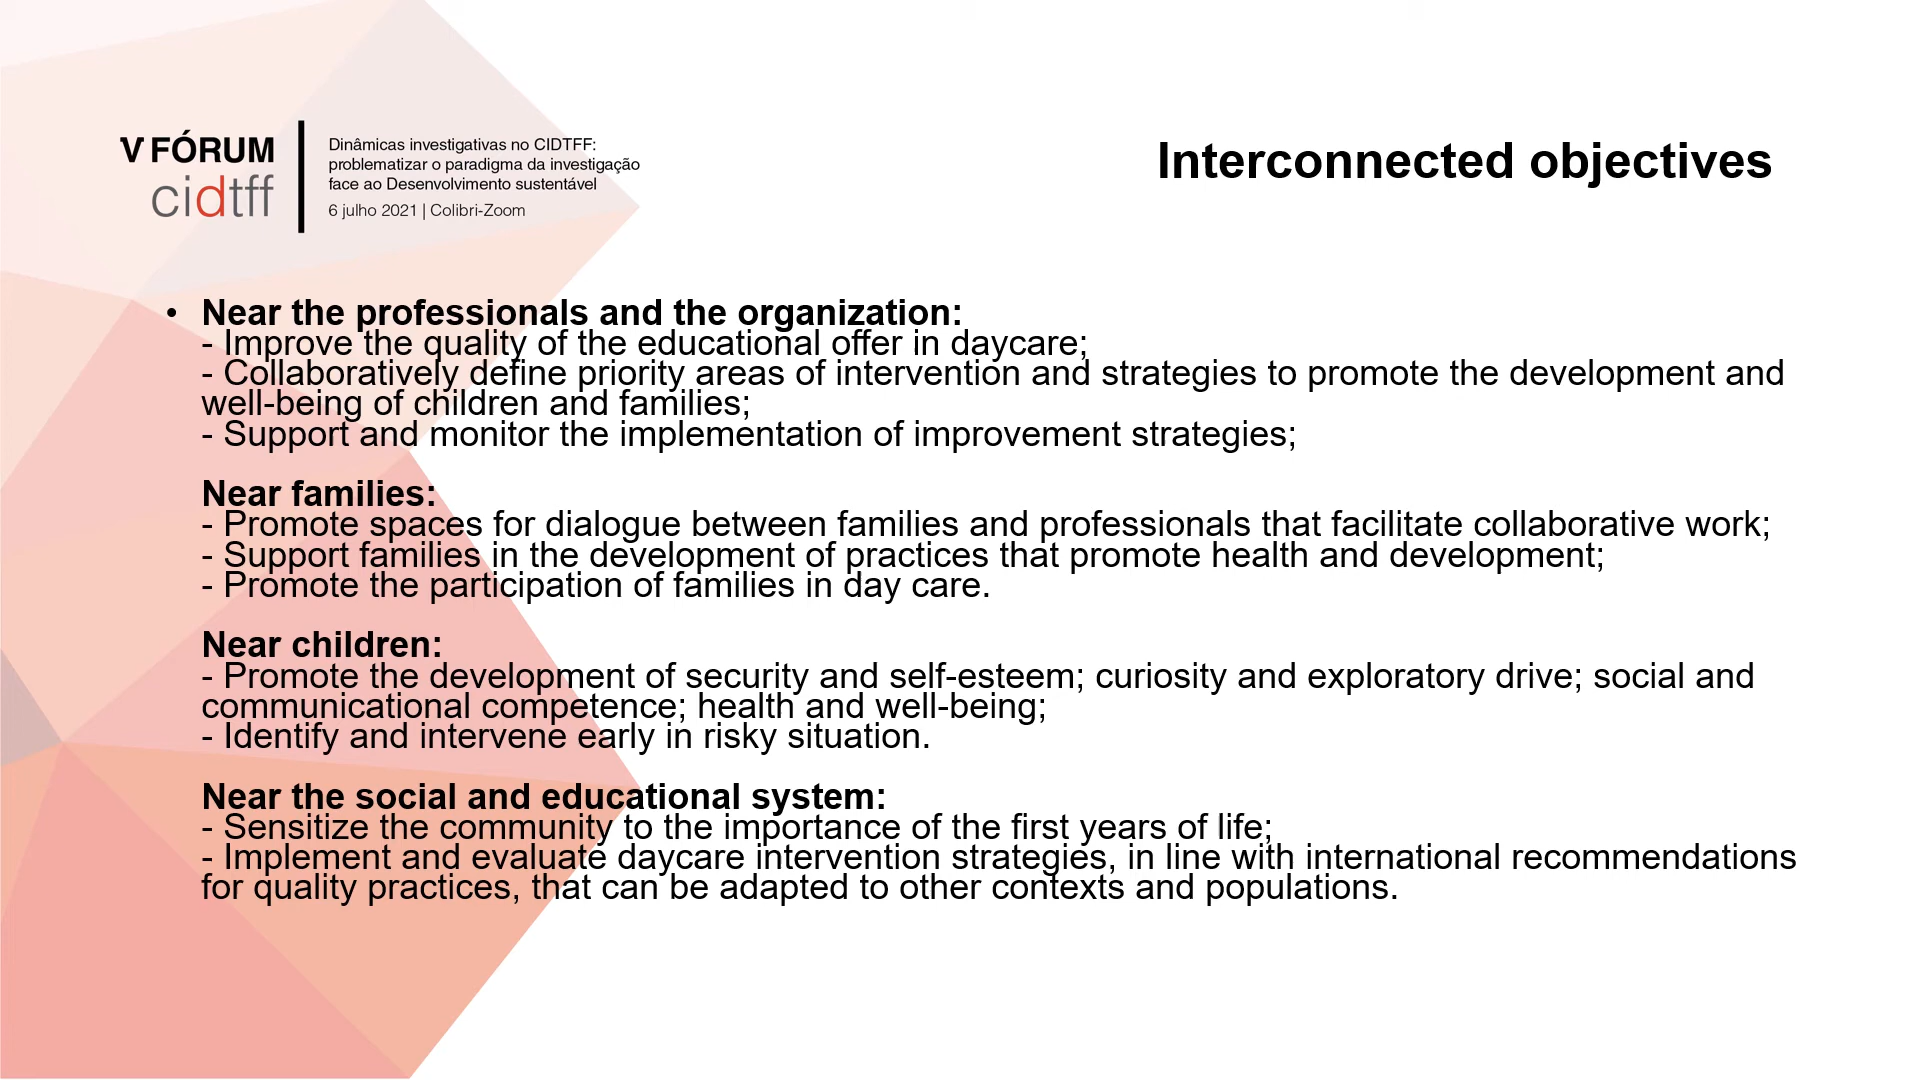 V FÓRUM
cidtff
Dinâmicas investigativas no CIDTFF:
problematizar o paradigma da investigação
face ao Desenvolvimento sustentável
6 julho 2021 | Colibri-Zoom
Interconnected objectives
• Near the professionals and the organization:
- Improve the quality of the educational offer in daycare;
- Collaboratively define priority areas of intervention and strategies to promote the development and
well-being of children and families;
- Support and monitor the implementation of improvement strategies;
Near families:
- Promote spaces for dialogue between families and professionals that facilitate collaborative work;
- Support families in the development of practices that promote health and development;
- Promote the participation of families in day care.
Near children:
- Promote the development of security and self-esteem; curiosity and exploratory drive; social and
communicational competence; health and well-being;
- Identify and intervene early in risky situation.
Near the social and educational system:
- Sensitize the community to the importance of the first years of life;
- Implement and evaluate daycare intervention strategies, in line with international recommendations
for quality practices, that can be adapted to other contexts and populations.